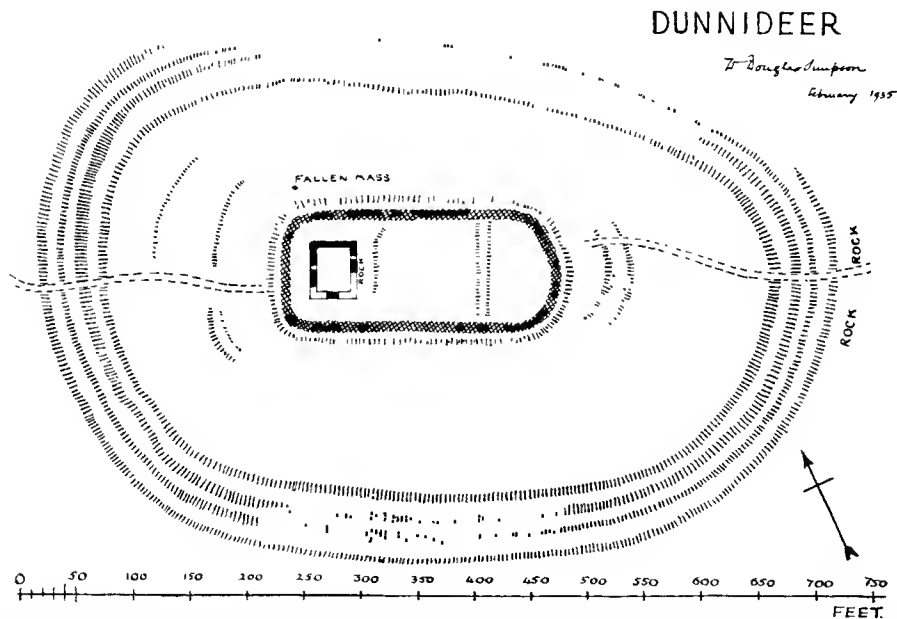 DUNNIDEER
W Douglas Simpson
February 1935
FALLEN MASS
ROCK
ROCK
ROCK
0 50 100 150 200 250 300 350 400 450 500 550 600 650 700 750
FEET.